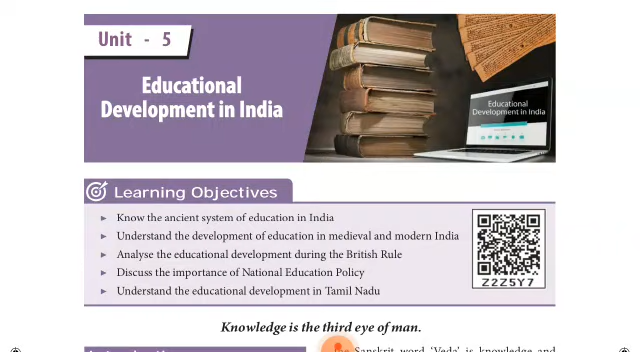 Unit - 5
Educational
Development in India
Educational
Development in India
Learning Objectives
► Know the ancient system of education in India
► Understand the development of education in medieval and modern India
► Analyse the educational development during the British Rule
► Discuss the importance of National Education Policy
► Understand the educational development in Tamil Nadu
Z2Z5Y7
Knowledge is the third eye of man.
Sanskrit word ‘Veda’ is knowledge and